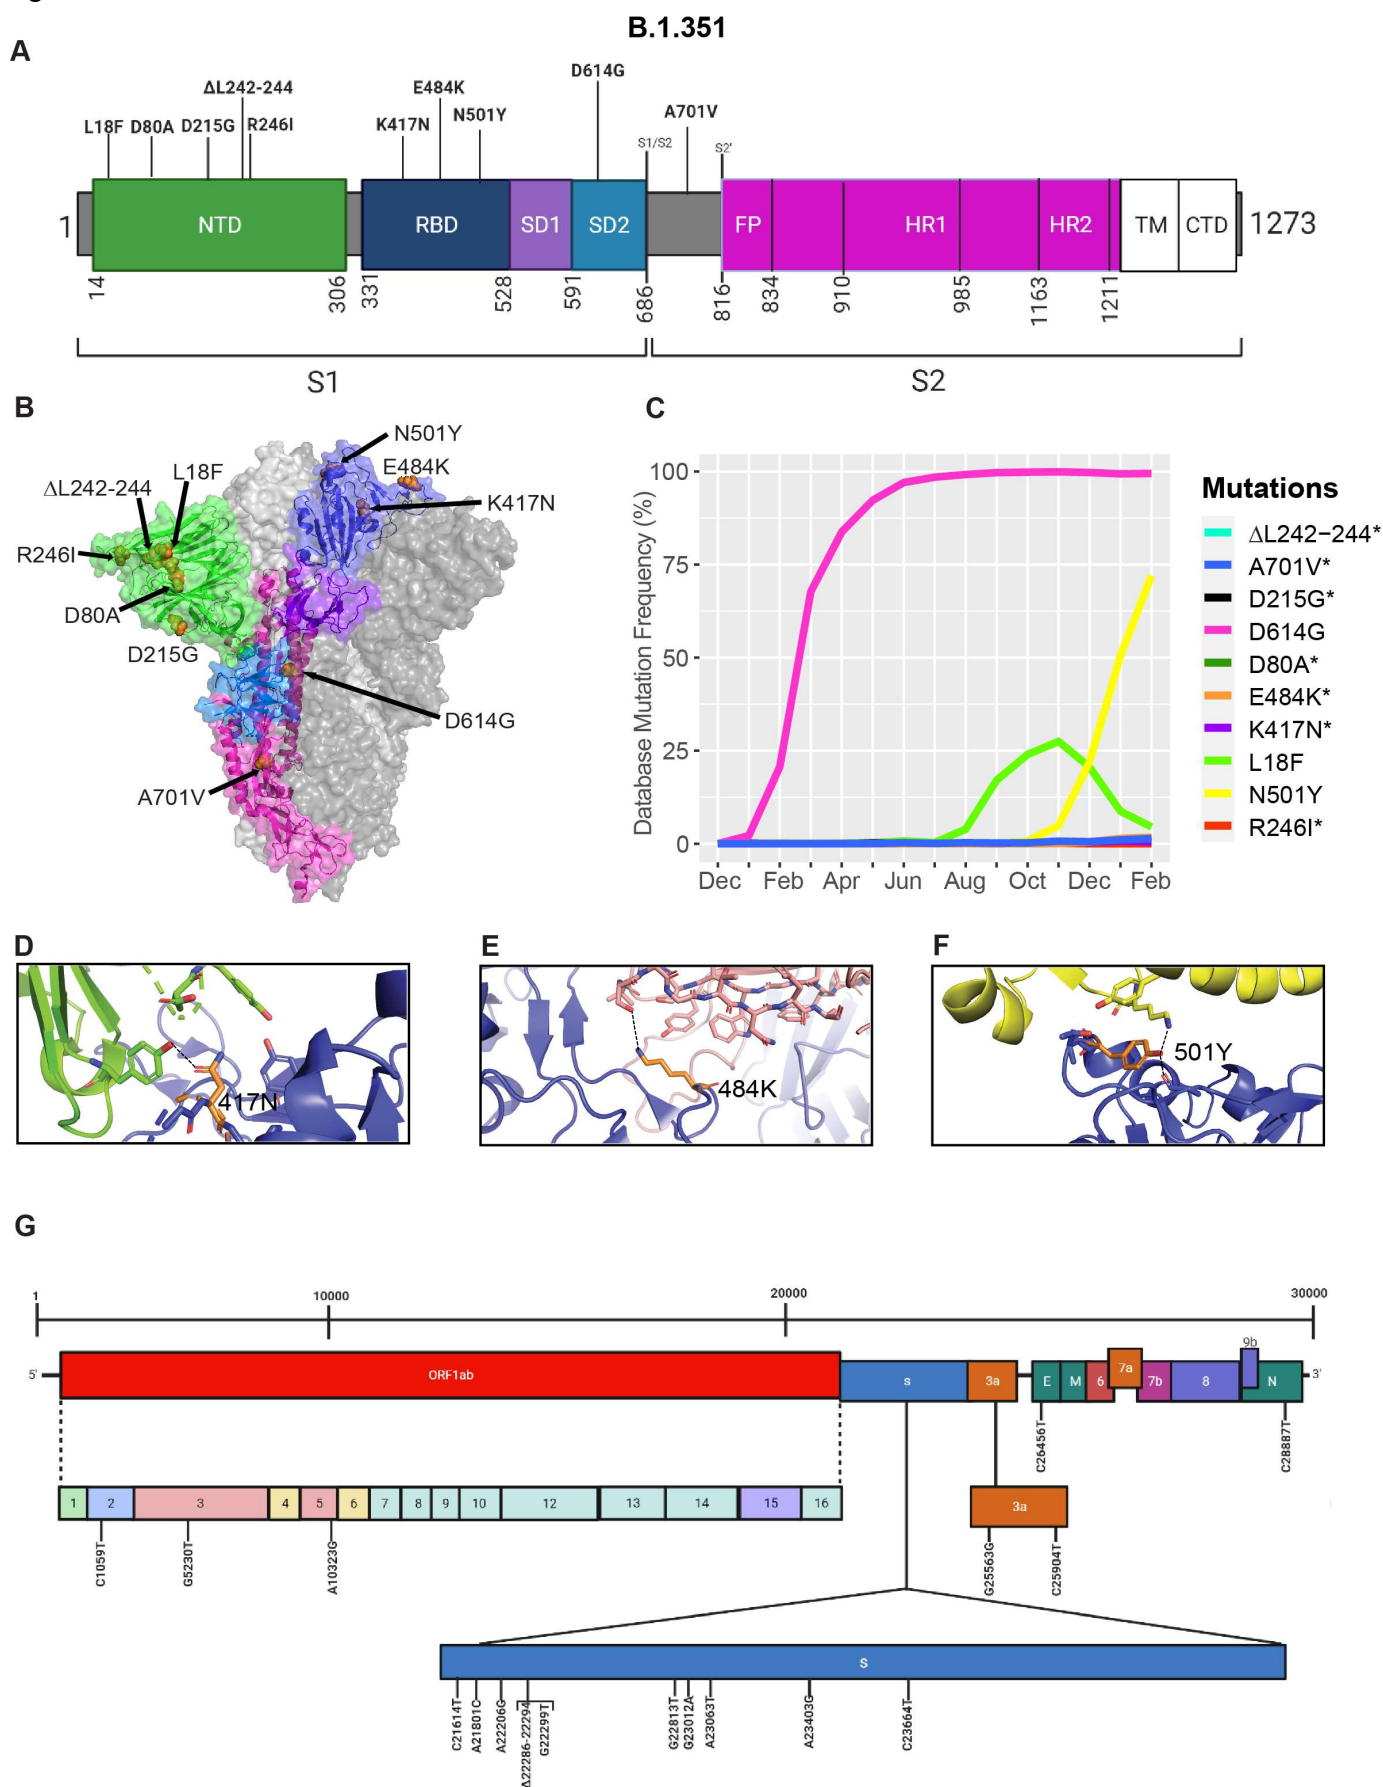 B.1.351
A
D614G
ΔL242-244
E484K
A701V
N501Y
L18F D80A D215G R246I
K417N
S1/S2
S2'
1
NTD
RBD
SD1
SD2
FP
HR1
HR2
TM
CTD
1273
14
306
331
528
591
686
816
834
910
985
1163
1211
S1
S2
B
N501Y
E484K
L18F
ΔL242-244
K417N
R246I
D80A
D215G
D614G
A701V
C
Database Mutation Frequency (%)
100
75
50
25
0
Dec Feb Apr Jun Aug Oct Dec Feb
Mutations
ΔL242−244*
A701V*
D215G*
D614G
D80A*
E484K*
K417N*
L18F
N501Y
R246I*
D
417N
E
484K
F
501Y
G
1
10000
20000
30000
5'
ORF1ab
s
3a
E
M
6
7a
7b
8
9b
N
3'
C26456T
C28887T
1 2 3 4 5 6 7 8 9 10 12 13 14 15 16
3a
C1059T
G5230T
A10323G
G25563G
C25904T
S
C21614T
A21801C
A22206G
Δ22286-22294
G22299T
G22813T
G23012A
A23063T
A23403G
C23664T